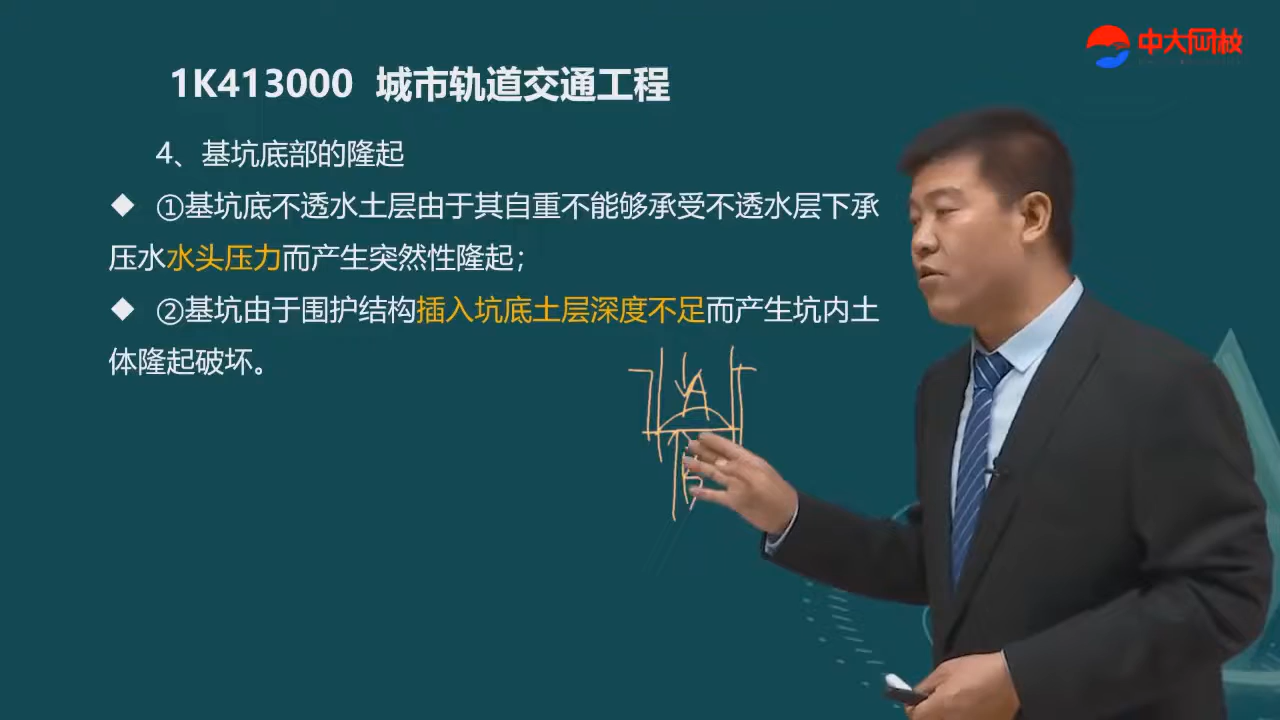 中大网校
1K413000 城市轨道交通工程
4、基坑底部的隆起
◆ ①基坑底不透水土层由于其自重不能够承受不透水层下承
压水水头压力而产生突然性隆起；
◆ ②基坑由于围护结构插入坑底土层深度不足而产生坑内土
体隆起破坏。
A
B